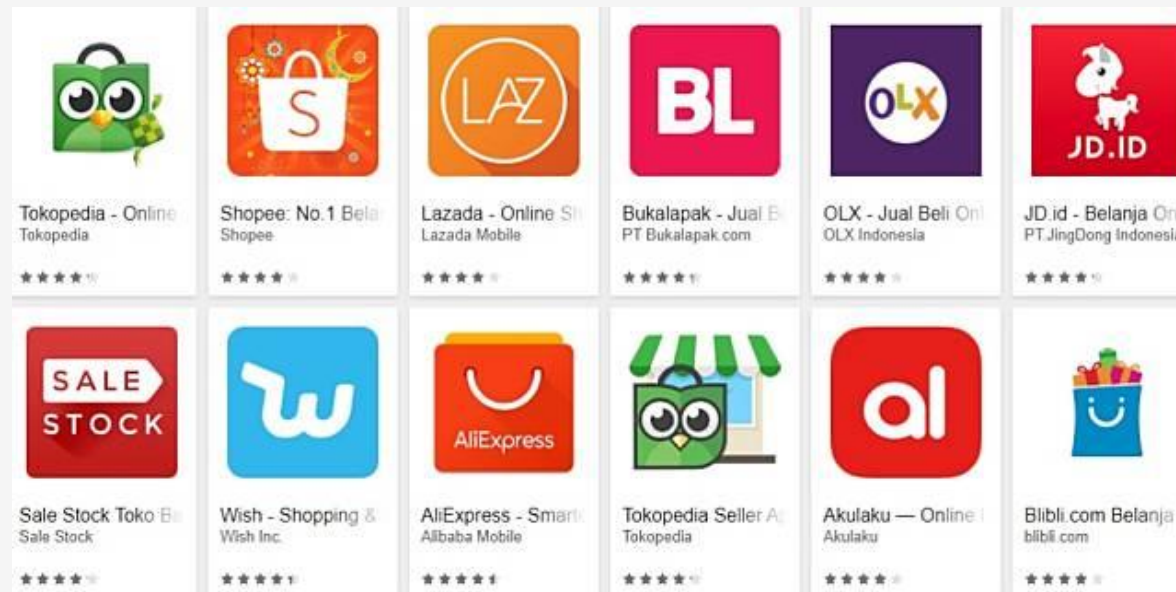 S
LAZ
BL
OLX
JD.ID
Tokopedia - Online
Shopee: No.1 Bela
Lazada - Online Sh
Bukalapak - Jual B
OLX - Jual Beli Onl
JD.id - Belanja On
Tokopedia
Shopee
Lazada Mobile
PT Bukalapak.com
OLX Indonesia
PT.JingDong Indonesia
SALE
STOCK
w
AliExpress
al
Sale Stock Toko Ba
Wish - Shopping &
AliExpress - Smart
Tokopedia Seller A
Akulaku — Online
Blibli.com Belanja
Sale Stock
Wish Inc.
Alibaba Mobile
Tokopedia
Akulaku
blibli.com